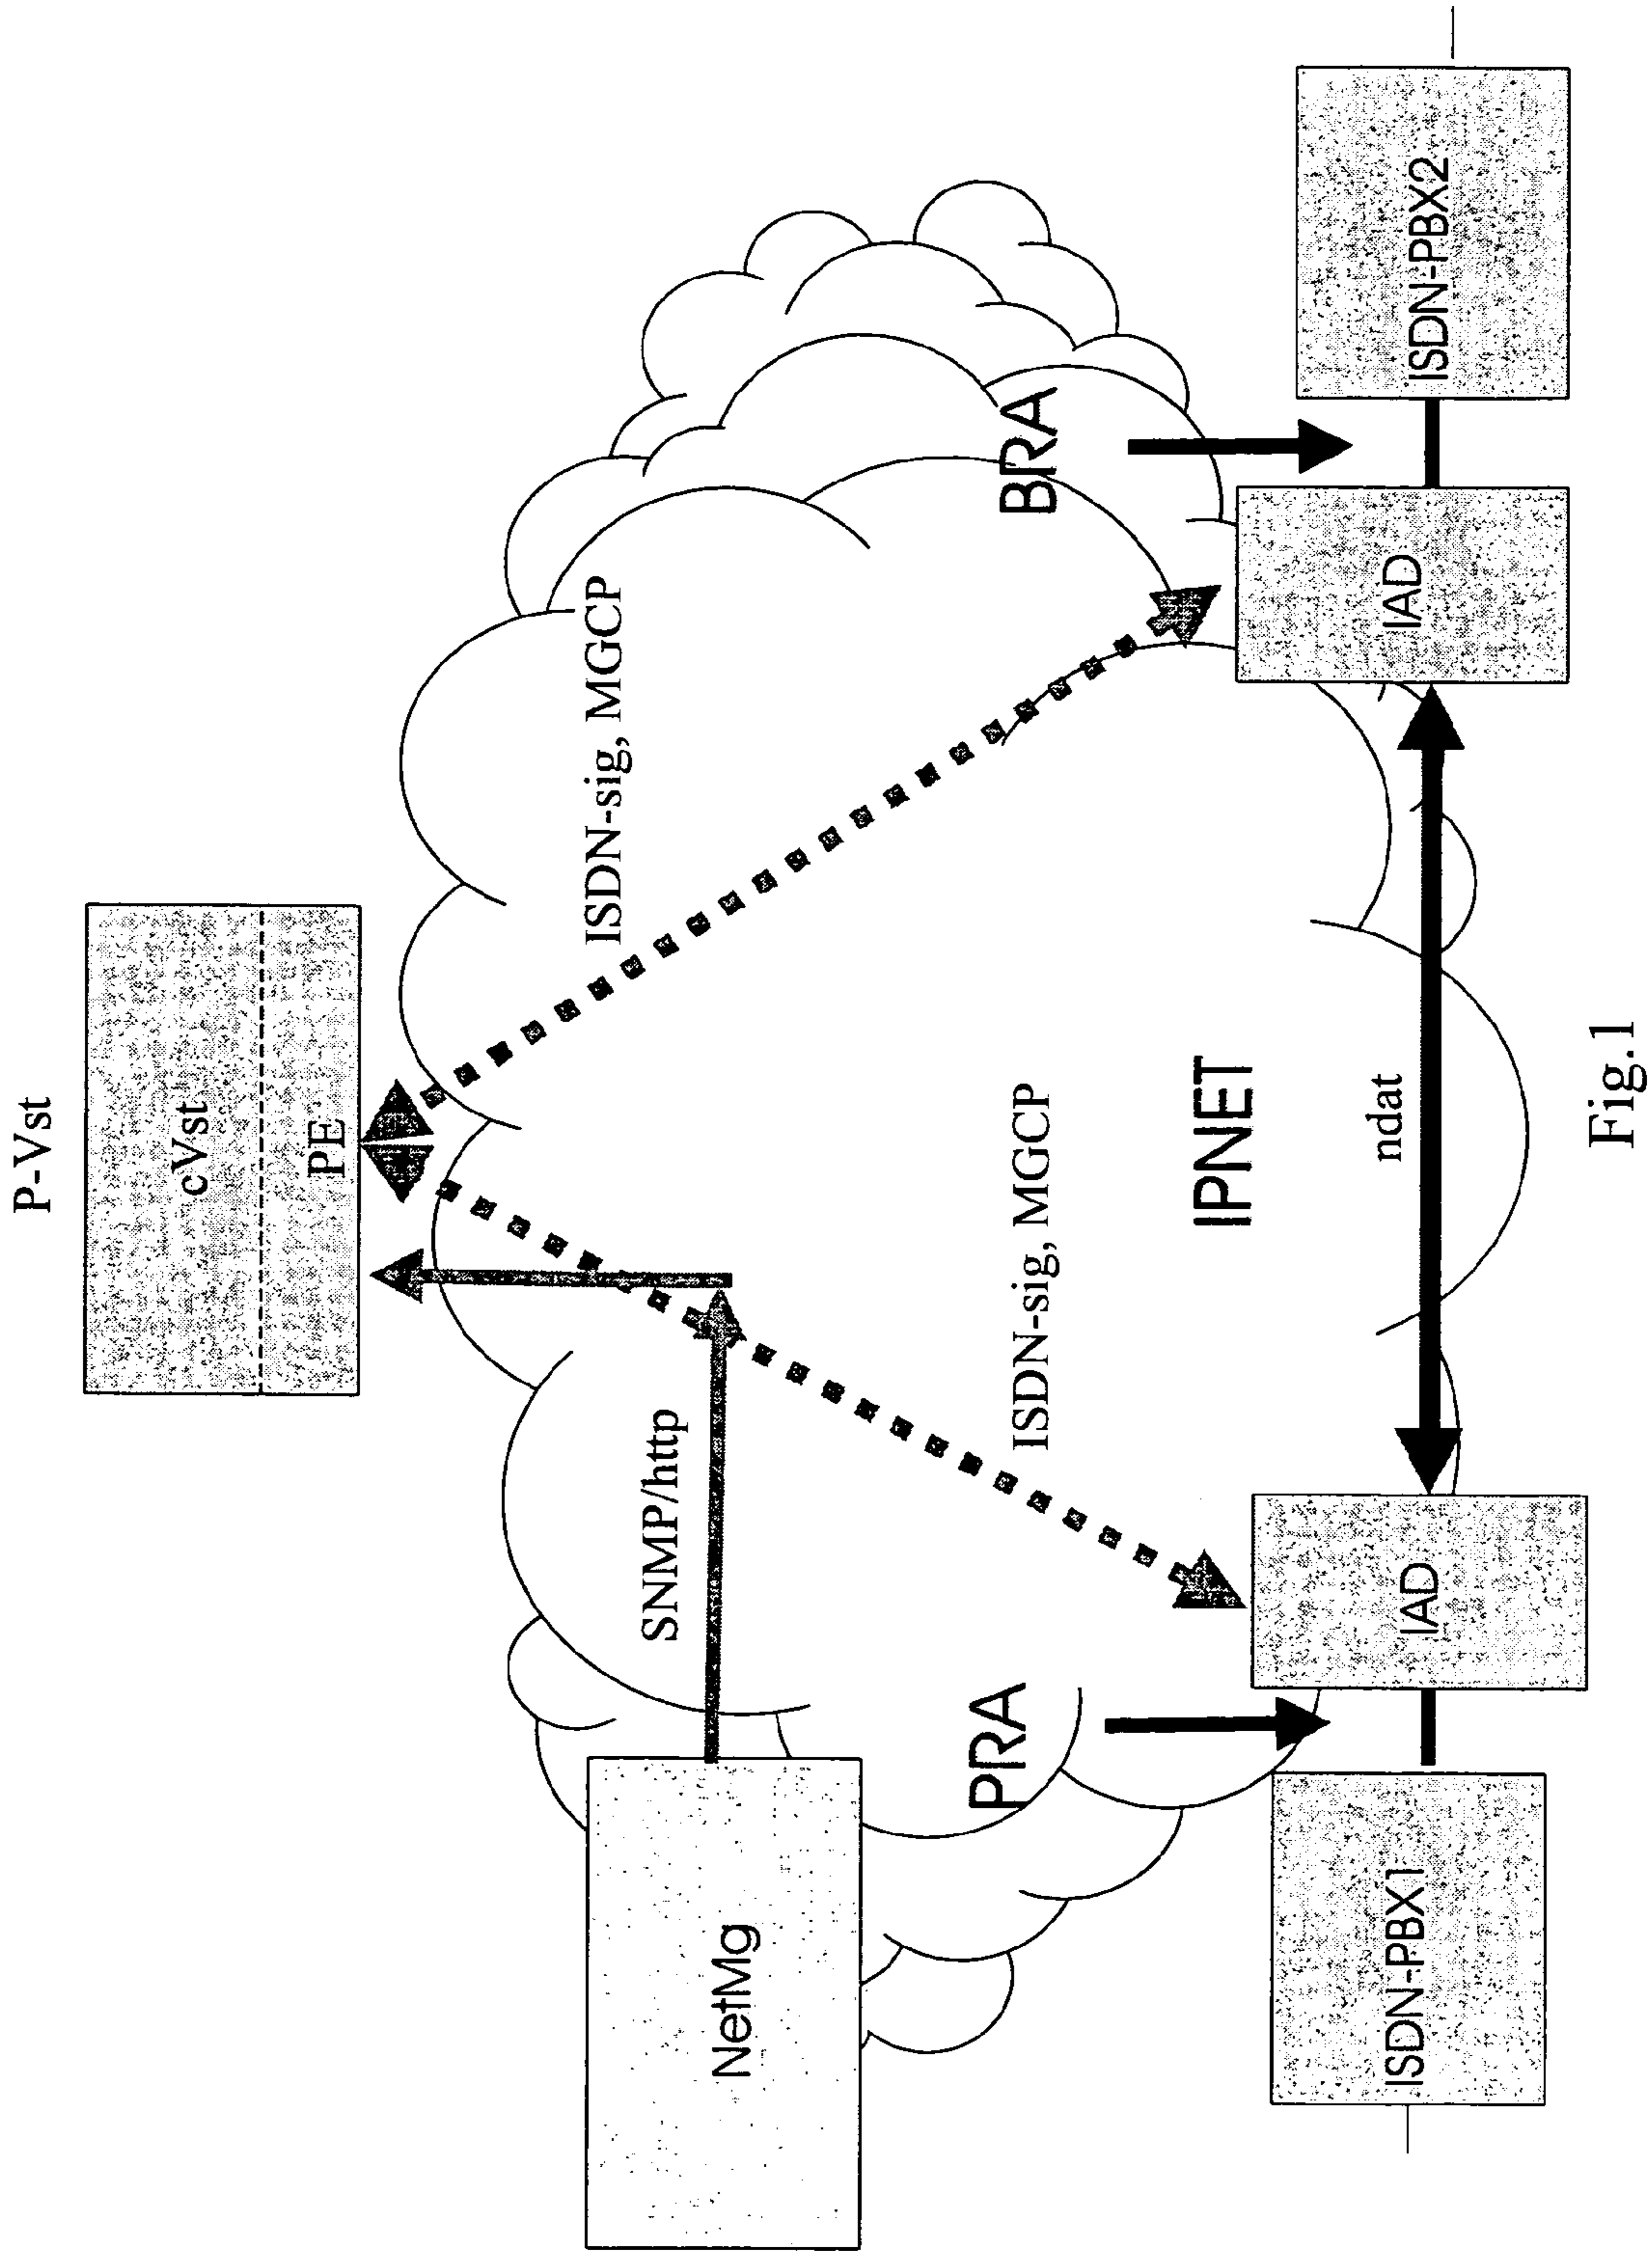 P-Vst
cVst
PE
ISDN-sig, MGCP
SNMP/http
NetMg
ISDN-sig, MGCP
PRA
BRA
IPNET
ndat
ISDN-PBX1
IAD
IAD
ISDN-PBX2
Fig.1